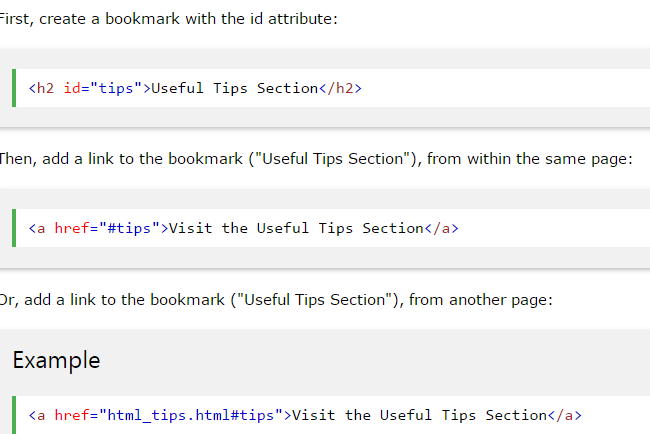 First, create a bookmark with the id attribute:
<h2 id="tips">Useful Tips Section</h2>
Then, add a link to the bookmark ("Useful Tips Section"), from within the same page:
<a href="#tips">Visit the Useful Tips Section</a>
Or, add a link to the bookmark ("Useful Tips Section"), from another page:
Example
<a href="html_tips.html#tips">Visit the Useful Tips Section</a>